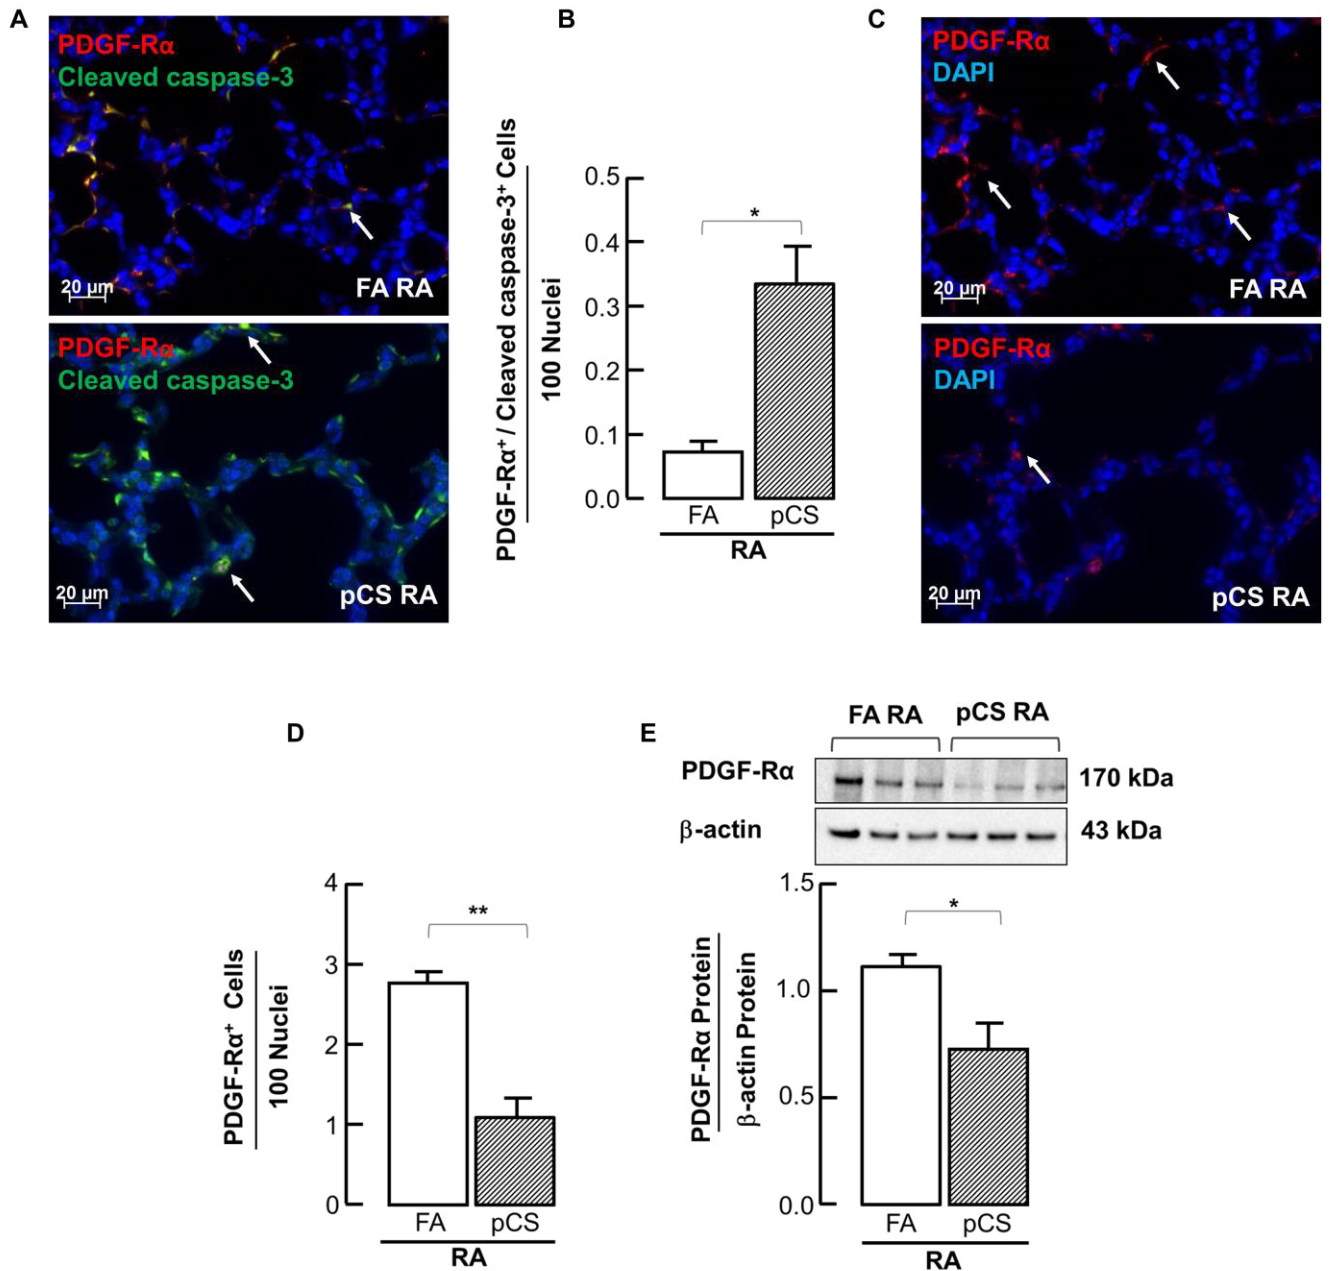 A
PDGF-Rα
Cleaved caspase-3
20 µm
FA RA
PDGF-Rα
Cleaved caspase-3
20 µm
pCS RA
B
PDGF-Rα⁺ / Cleaved caspase-3⁺ Cells
100 Nuclei
0.5
0.4
0.3
0.2
0.1
0.0
*
FA
pCS
RA
C
PDGF-Rα
DAPI
20 µm
FA RA
PDGF-Rα
DAPI
20 µm
pCS RA
D
PDGF-Rα⁺ Cells
100 Nuclei
4
3
2
1
0
**
FA
pCS
RA
E
FA RA
pCS RA
PDGF-Rα
170 kDa
β-actin
43 kDa
PDGF-Rα Protein
β-actin Protein
1.5
1.0
0.5
0.0
*
FA
pCS
RA